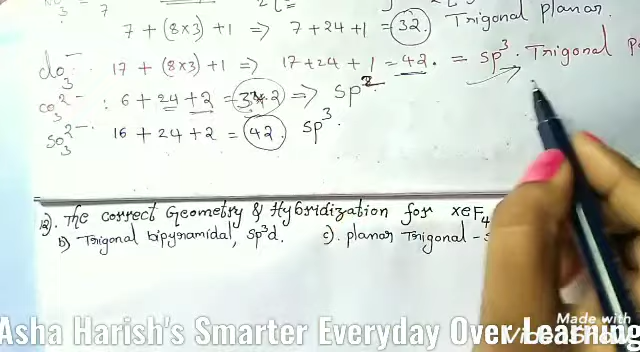 7 + (8×3) + 1 ⇒ 7 + 24 + 1 = 32. Trigonal planar.
clo3-. 17 + (8×3) + 1 ⇒ 17 + 24 + 1 = 42. = sp3. Trigonal
co3 2-: 6 + 24 + 2 = 32 ⇒ sp2
so3 2-. 16 + 24 + 2 = 42. sp3.
12). The correct Geometry & Hybridization for xeF4
b) Trigonal bipyramidal, sp3d. c). planar Trigonal -
Made with
Asha Harish's Smarter Everyday Over Learning